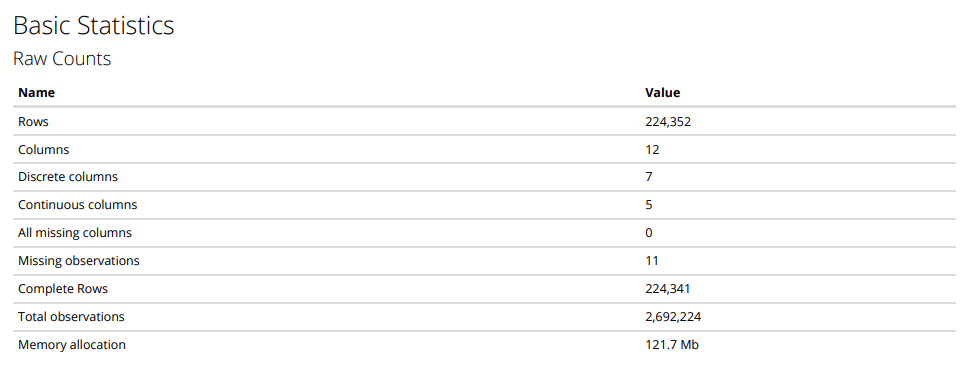 Basic Statistics
Raw Counts
Name Value
Rows 224,352
Columns 12
Discrete columns 7
Continuous columns 5
All missing columns 0
Missing observations 11
Complete Rows 224,341
Total observations 2,692,224
Memory allocation 121.7 Mb